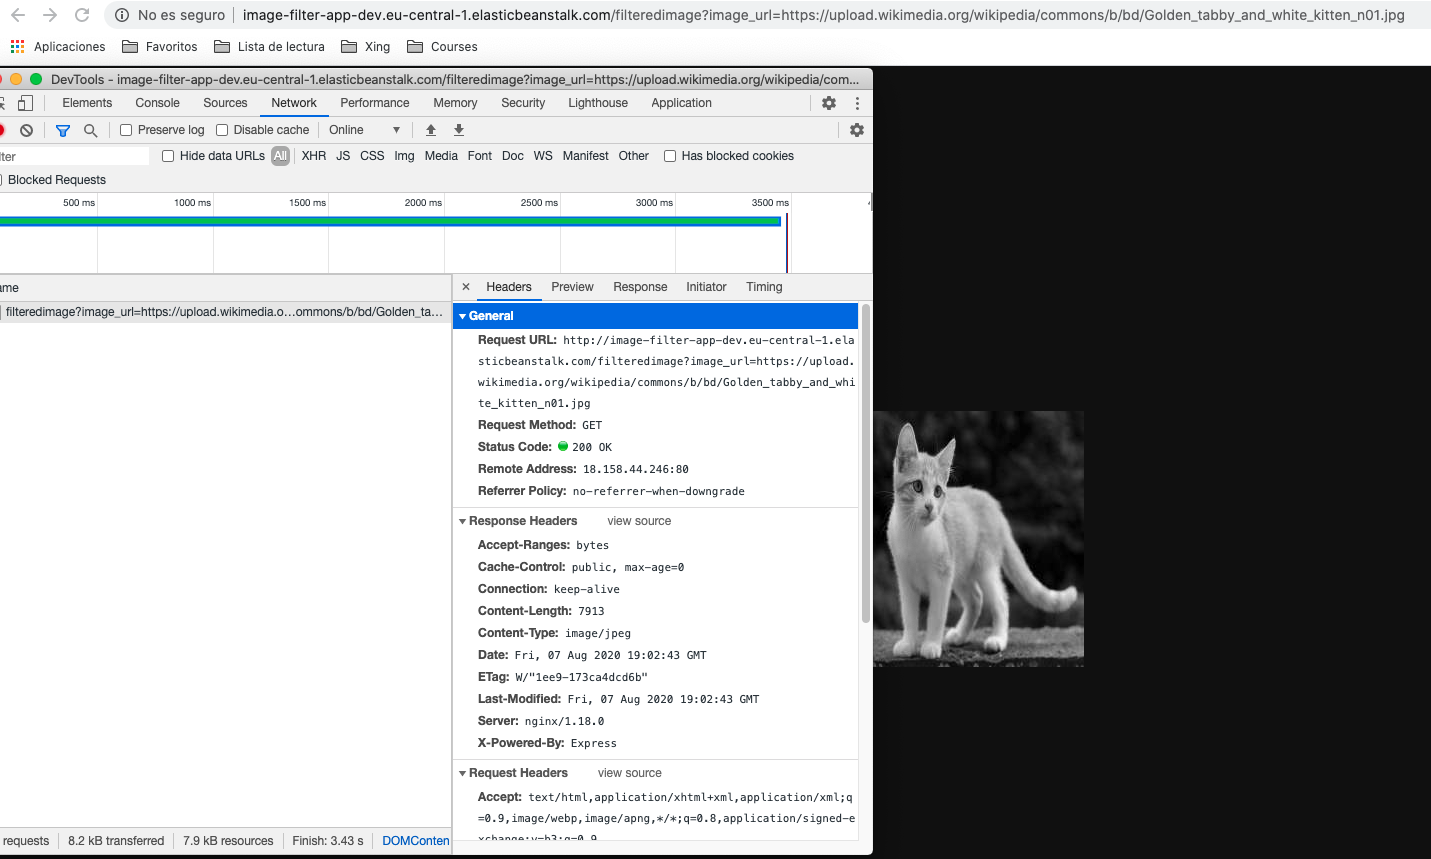 No es seguro image-filter-app-dev.eu-central-1.elasticbeanstalk.com/filteredimage?image_url=https://upload.wikimedia.org/wikipedia/commons/b/bd/Golden_tabby_and_white_kitten_n01.jpg
Aplicaciones Favoritos Lista de lectura Xing Courses
DevTools - image-filter-app-dev.eu-central-1.elasticbeanstalk.com/filteredimage?image_url=https://upload.wikimedia.org/wikipedia/com...
Elements Console Sources Network Performance Memory Security Lighthouse Application
Preserve log Disable cache Online
lter Hide data URLs All XHR JS CSS Img Media Font Doc WS Manifest Other Has blocked cookies
Blocked Requests
500 ms 1000 ms 1500 ms 2000 ms 2500 ms 3000 ms 3500 ms
ame
filteredimage?image_url=https://upload.wikimedia.o...ommons/b/bd/Golden_ta...
Headers Preview Response Initiator Timing
General
Request URL: http://image-filter-app-dev.eu-central-1.ela
sticbeanstalk.com/filteredimage?image_url=https://upload.
wikimedia.org/wikipedia/commons/b/bd/Golden_tabby_and_whi
te_kitten_n01.jpg
Request Method: GET
Status Code: 200 OK
Remote Address: 18.158.44.246:80
Referrer Policy: no-referrer-when-downgrade
Response Headers view source
Accept-Ranges: bytes
Cache-Control: public, max-age=0
Connection: keep-alive
Content-Length: 7913
Content-Type: image/jpeg
Date: Fri, 07 Aug 2020 19:02:43 GMT
ETag: W/"1ee9-173ca4dcd6b"
Last-Modified: Fri, 07 Aug 2020 19:02:43 GMT
Server: nginx/1.18.0
X-Powered-By: Express
Request Headers view source
Accept: text/html,application/xhtml+xml,application/xml;q
=0.9,image/webp,image/apng,*/*;q=0.8,application/signed-e
xchange;v=b3;q=0.9
requests 8.2 kB transferred 7.9 kB resources Finish: 3.43 s DOMConten